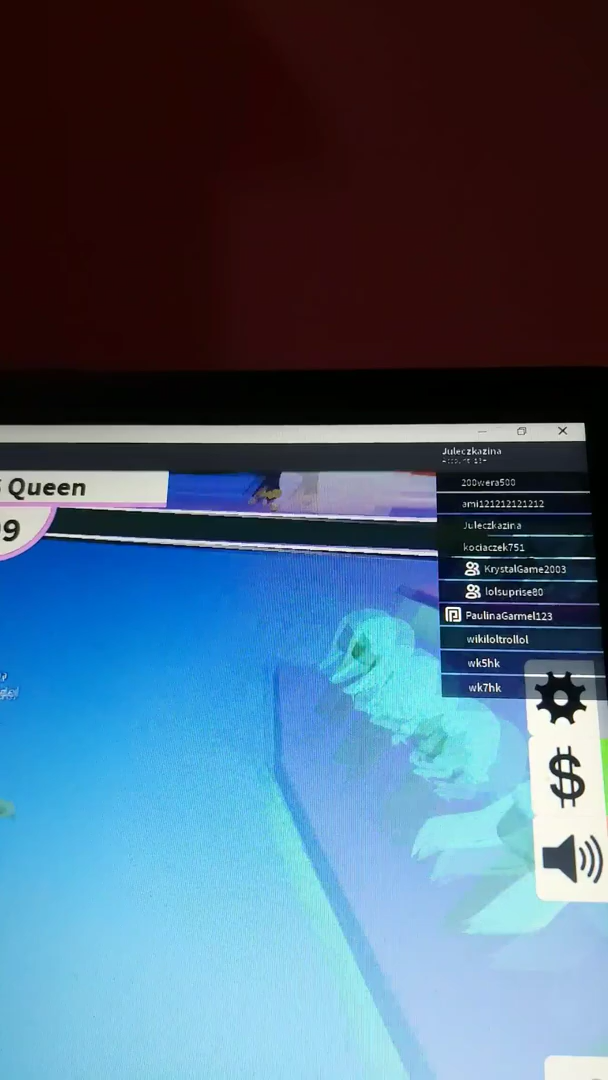 Juleczkazina
Queen
200wera500
9
ami121212121212
Juleczkazina
kociaczek751
KrystalGame2003
lolsuprise80
PaulinaGarmel123
wikiloltrollol
wk5hk
wk7hk
$